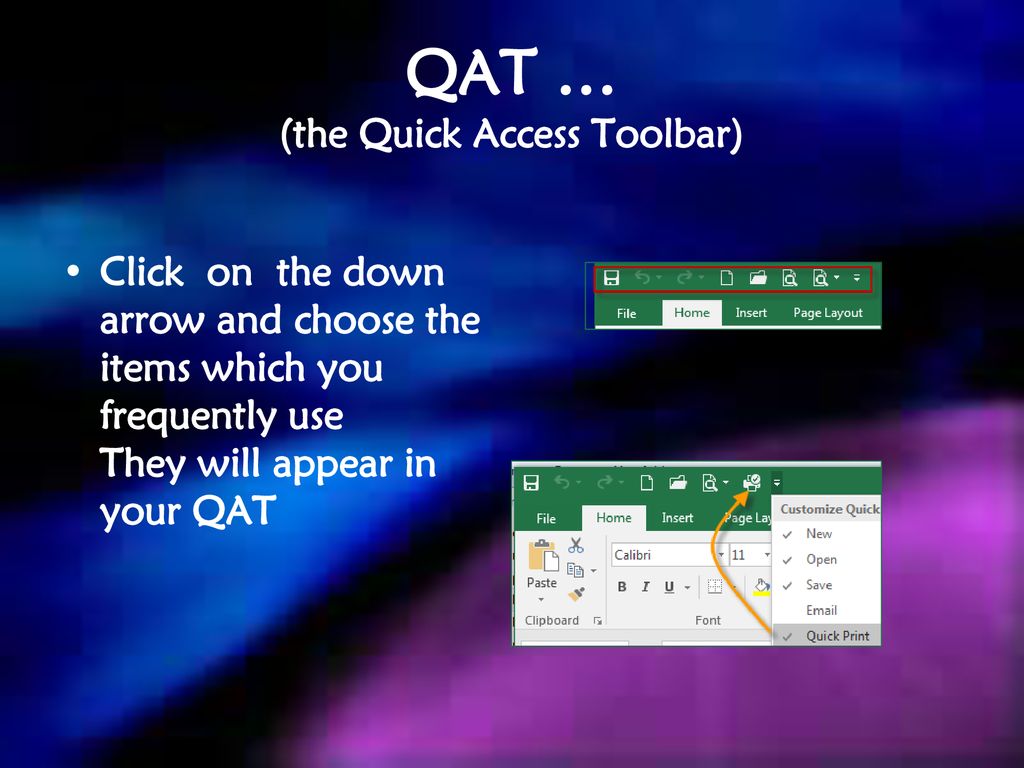 QAT …
(the Quick Access Toolbar)
• Click on the down
arrow and choose the
items which you
frequently use
They will appear in
your QAT
File Home Insert Page Layout
File Home Insert Page Lay
Customize Quick
New
Open
Save
Email
Quick Print
Paste
Calibri 11
B I U
Clipboard Font